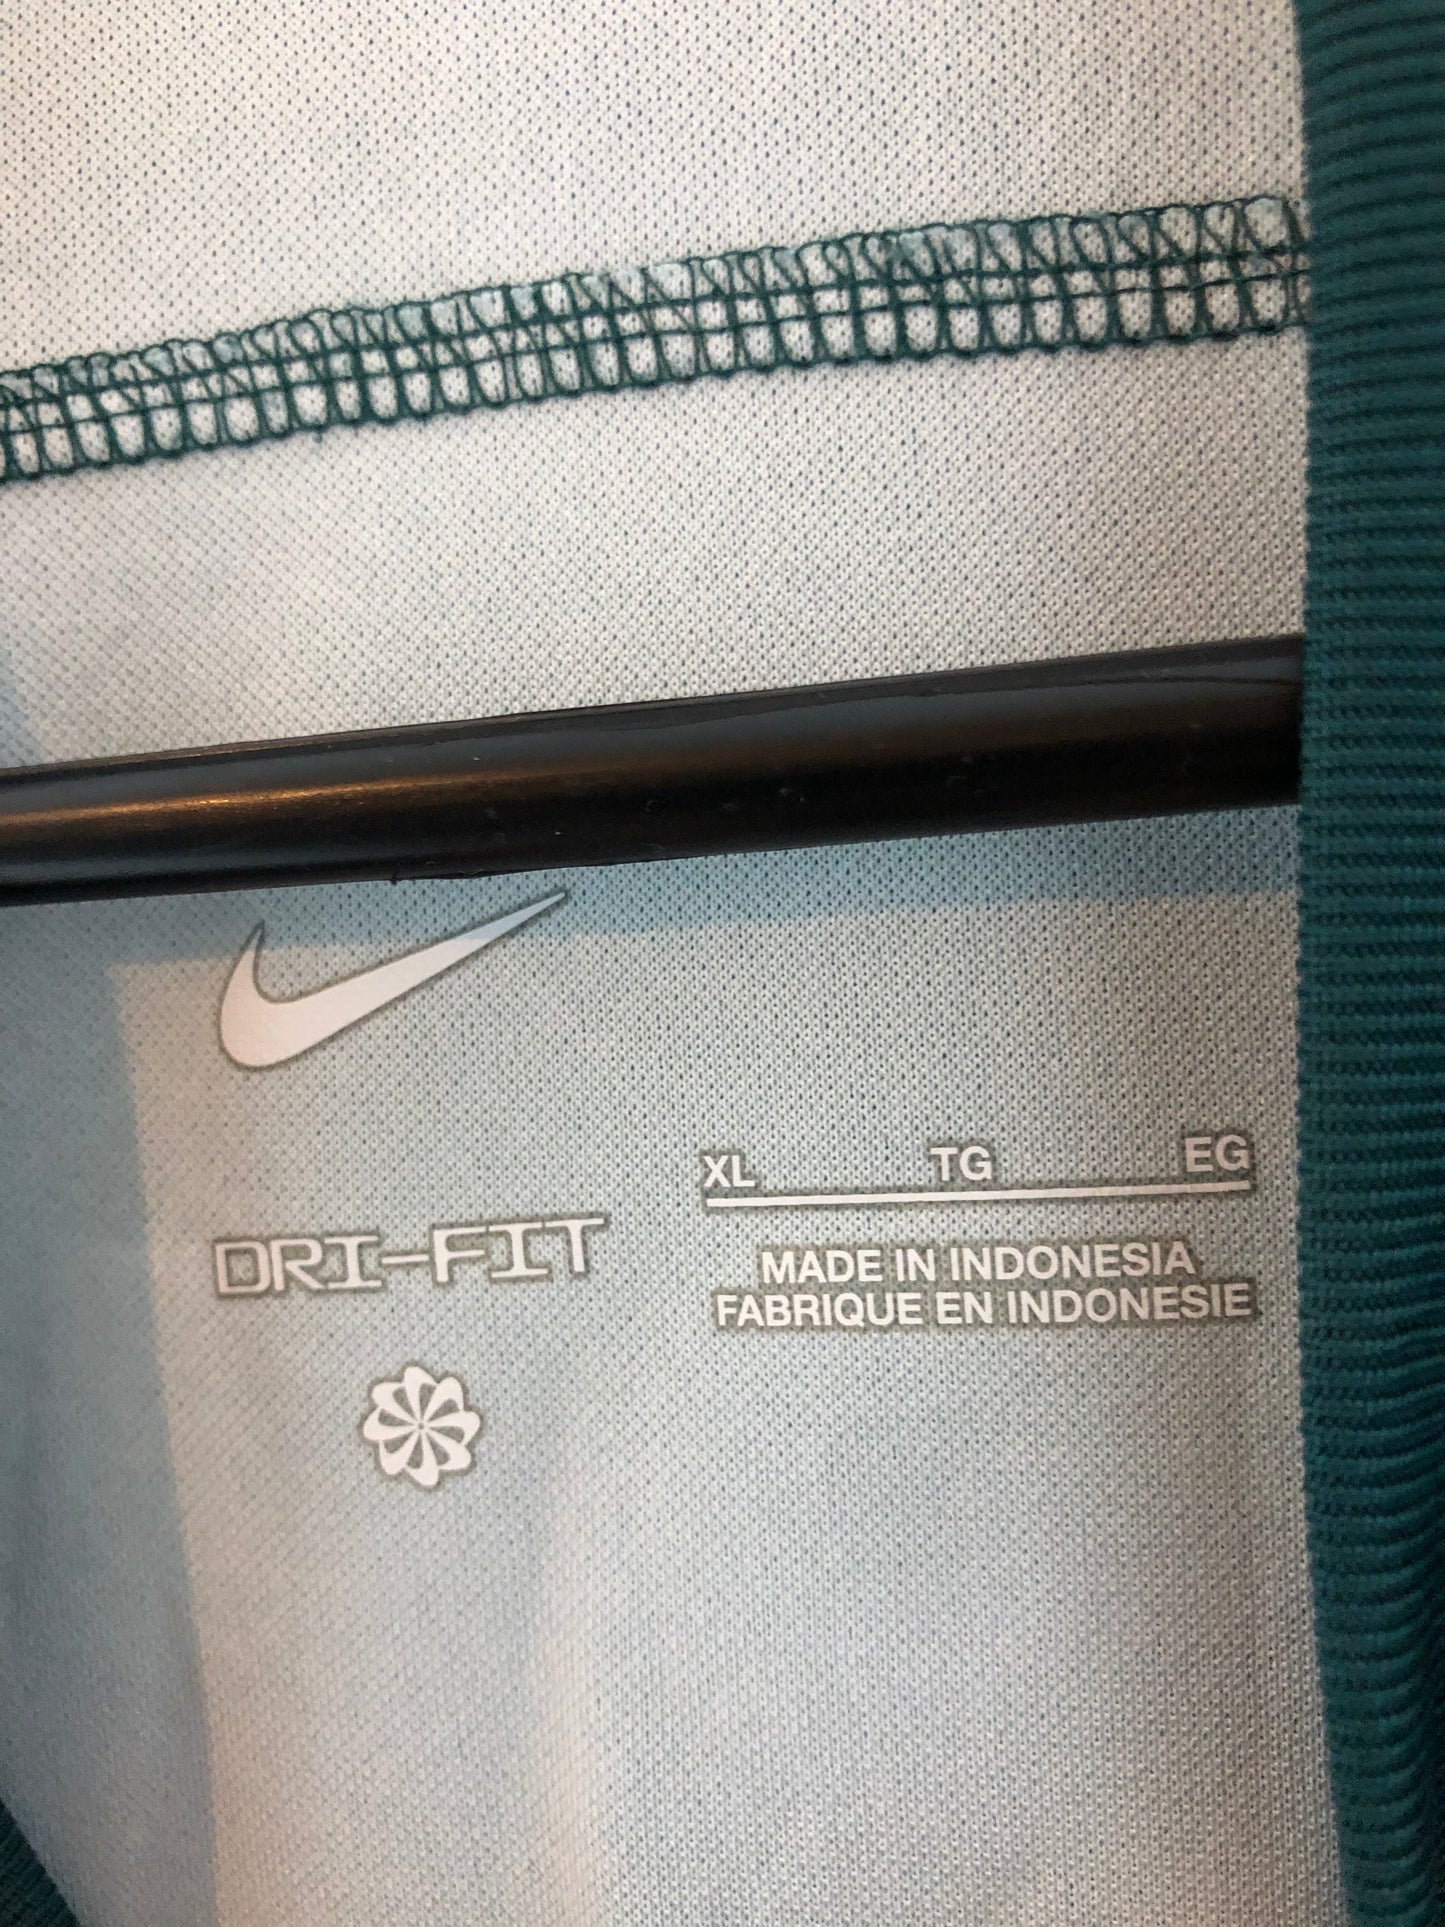 XL TG EG
DRI-FIT
MADE IN INDONESIA
FABRIQUE EN INDONESIE